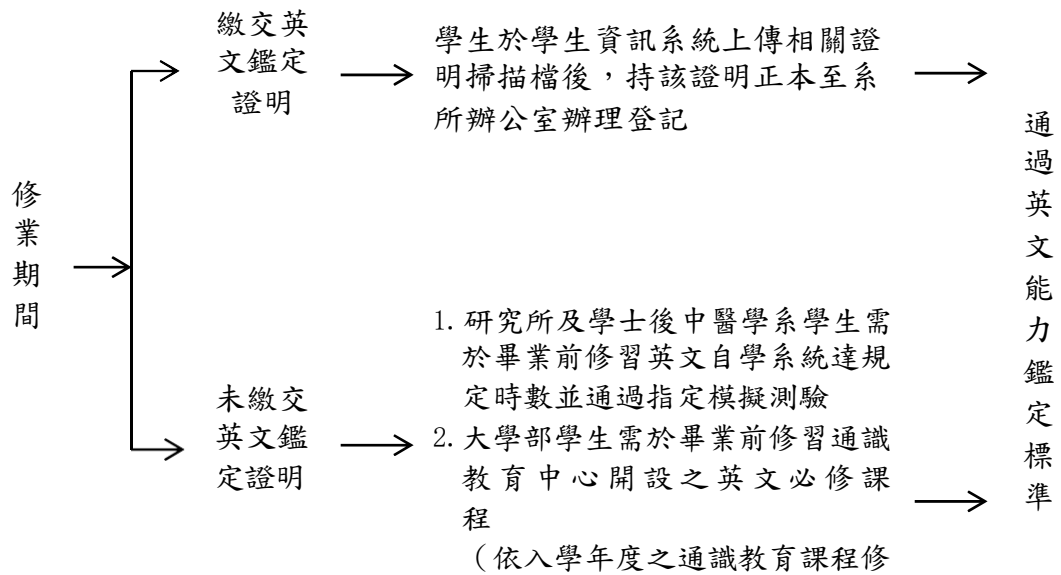 修業期間
繳交英
文鑑定
證明
學生於學生資訊系統上傳相關證
明掃描檔後，持該證明正本至系
所辦公室辦理登記
未繳交
英文鑑
定證明
1. 研究所及學士後中醫學系學生需
於畢業前修習英文自學系統達規
定時數並通過指定模擬測驗
2. 大學部學生需於畢業前修習通識
教育中心開設之英文必修課
程
（依入學年度之通識教育課程修
通過英文能力鑑定標準